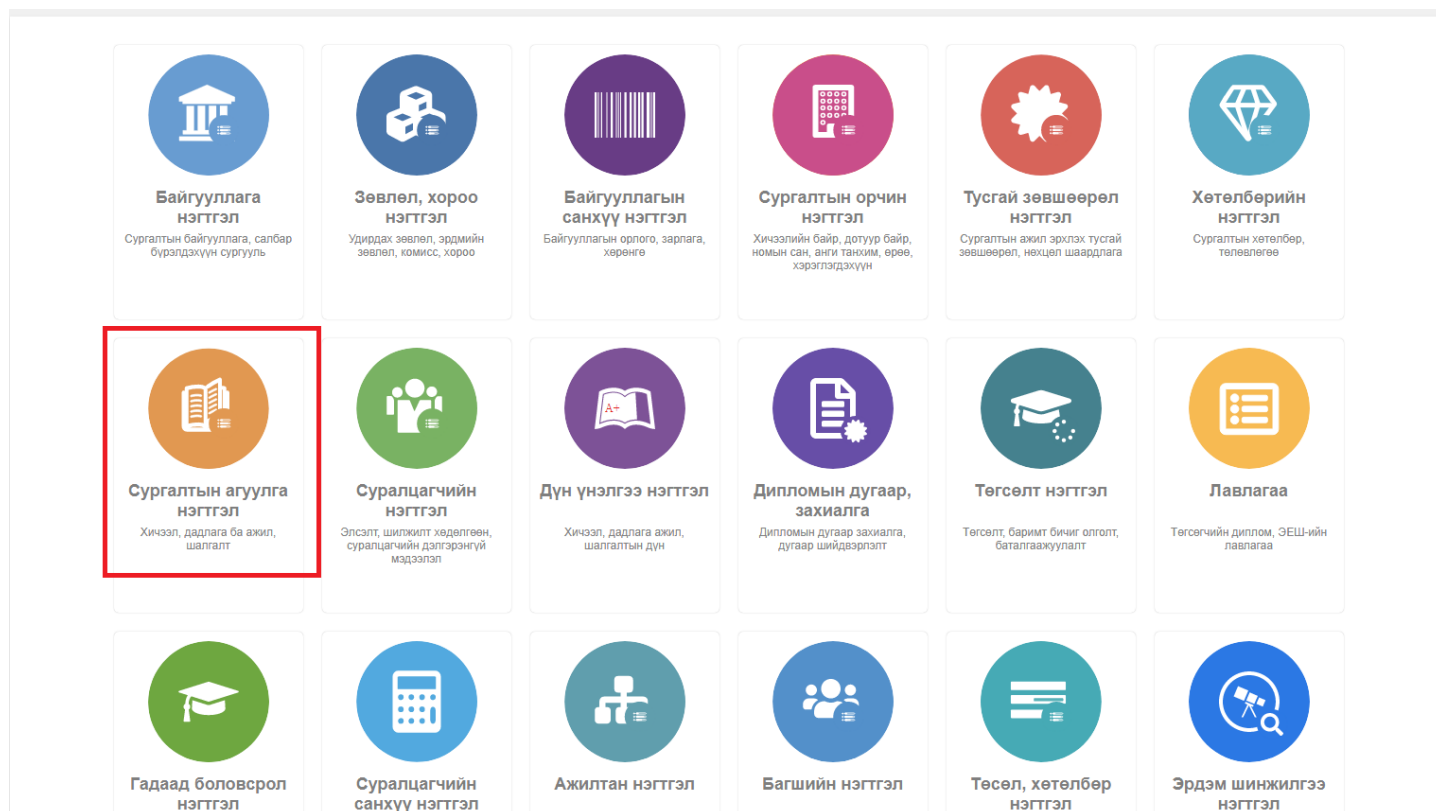 Байгууллага
нэгтгэл
Сургалтын байгууллага, салбар
бүрэлдэхүүн сургууль
Зөвлөл, хороо
нэгтгэл
Удирдах зөвлөл, эрдмийн
зөвлөл, комисс, хороо
Байгууллагын
санхүү нэгтгэл
Байгууллагын орлого, зарлага,
хөрөнгө
Сургалтын орчин
нэгтгэл
Хичээлийн байр, дотуур байр,
номын сан, анги танхим, өрөө,
хэрэглэгдэхүүн
Тусгай зөвшөөрөл
нэгтгэл
Сургалтын ажил эрхлэх тусгай
зөвшөөрөл, нөхцөл шаардлага
Хөтөлбөрийн
нэгтгэл
Сургалтын хөтөлбөр,
төлөвлөгөө
Сургалтын агуулга
нэгтгэл
Хичээл, дадлага ба ажил,
шалгалт
Суралцагчийн
нэгтгэл
Элсэлт, шилжилт хөдөлгөөн,
суралцагчийн дэлгэрэнгүй
мэдээлэл
A+
Дүн үнэлгээ нэгтгэл
Хичээл, дадлага ажил,
шалгалтын дүн
Дипломын дугаар,
захиалга
Дипломын дугаар захиалга,
дугаар шийдвэрлэлт
Төгсөлт нэгтгэл
Төгсөлт, баримт бичиг олголт,
баталгаажуулалт
Лавлагаа
Төгсөгчийн диплом, ЭЕШ-ийн
лавлагаа
Гадаад боловсрол
нэгтгэл
Суралцагчийн
санхүү нэгтгэл
Ажилтан нэгтгэл
Багшийн нэгтгэл
Төсөл, хөтөлбөр
нэгтгэл
Эрдэм шинжилгээ
нэгтгэл